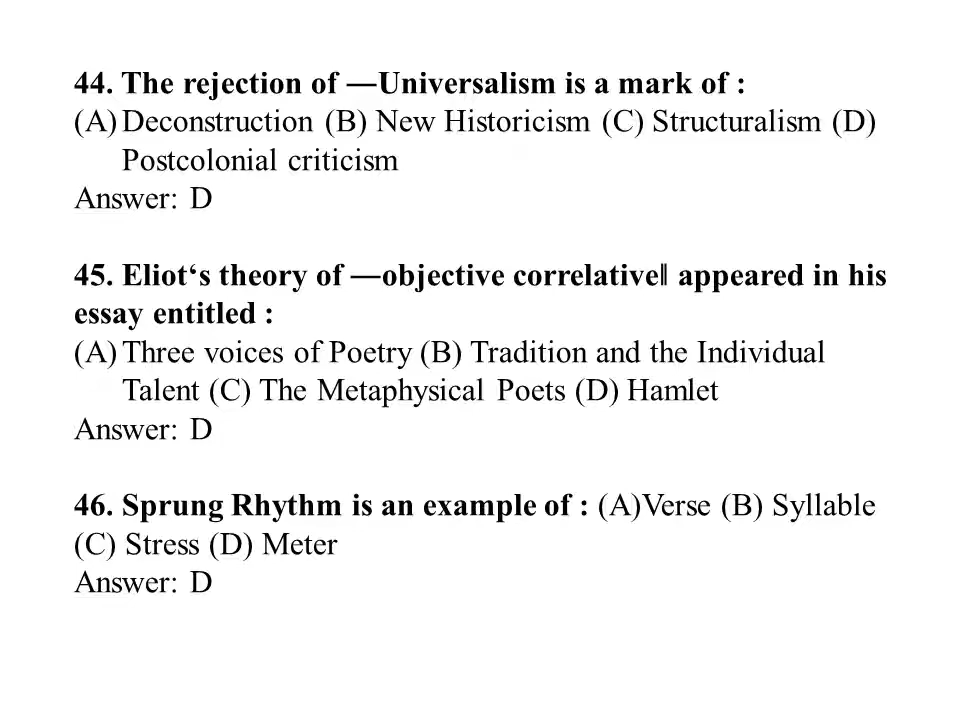 44. The rejection of ―Universalism is a mark of :
(A) Deconstruction (B) New Historicism (C) Structuralism (D)
Postcolonial criticism
Answer: D
45. Eliot‘s theory of ―objective correlative‖ appeared in his
essay entitled :
(A) Three voices of Poetry (B) Tradition and the Individual
Talent (C) The Metaphysical Poets (D) Hamlet
Answer: D
46. Sprung Rhythm is an example of : (A)Verse (B) Syllable
(C) Stress (D) Meter
Answer: D